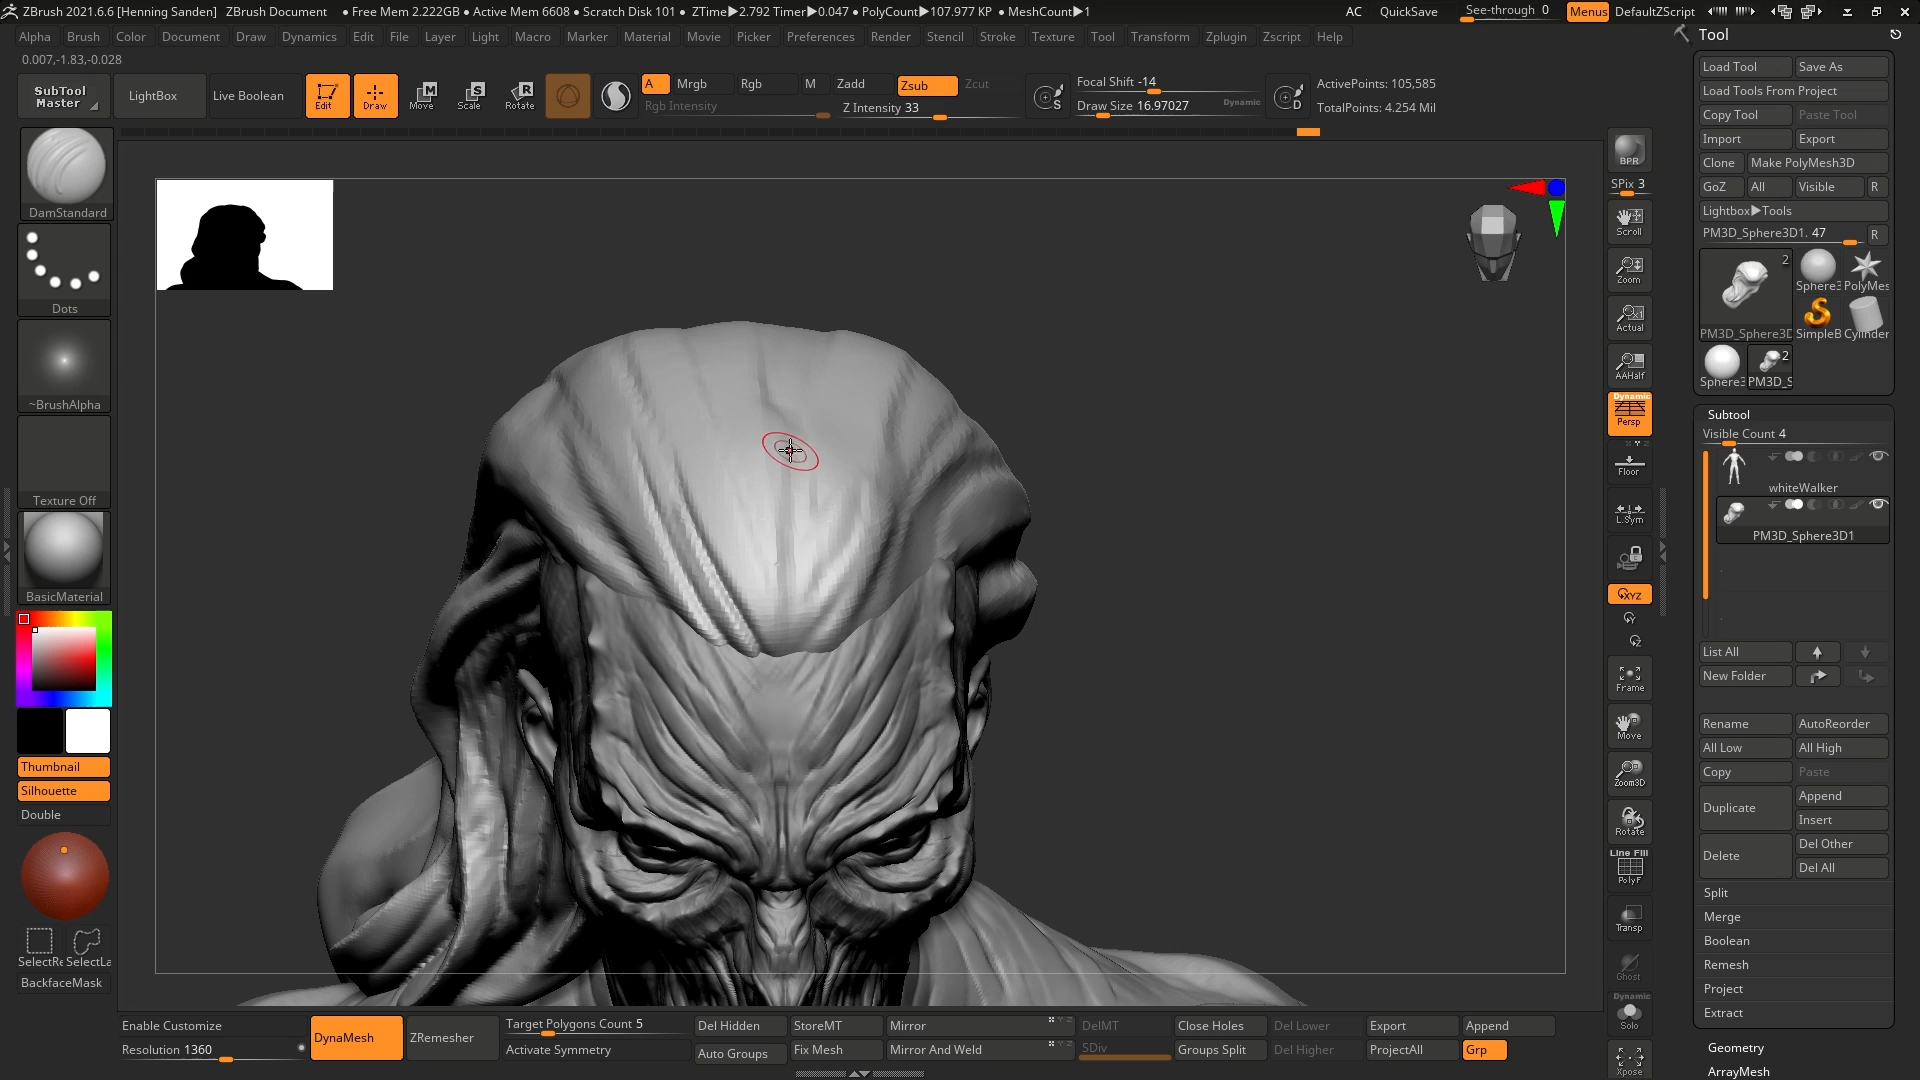 ZBrush 2021.6.6 [Henning Sanden] ZBrush Document • Free Mem 2.222GB • Active Mem 6608 • Scratch Disk 101 • ZTime▶2.792 Timer▶0.047 • PolyCount▶107.977 KP • MeshCount▶1 AC QuickSave See-through 0 Menus DefaultZScript
Alpha Brush Color Document Draw Dynamics Edit File Layer Light Macro Marker Material Movie Picker Preferences Render Stencil Stroke Texture Tool Transform Zplugin Zscript Help
0.007,-1.83,-0.028
SubTool Master
LightBox
Live Boolean
Edit
Draw
Move
Scale
Rotate
A
Mrgb
Rgb
M
Zadd
Zsub
Zcut
Rgb Intensity
Z Intensity 33
Focal Shift -14
Draw Size 16.97027
Dynamic
ActivePoints: 105,585
TotalPoints: 4.254 Mil
DamStandard
Dots
~BrushAlpha
Texture Off
BasicMaterial
Thumbnail
Silhouette
Double
SelectRe
SelectLa
BackfaceMask
BPR
SPix 3
Scroll
Zoom
Actual
AAHalf
Dynamic
Persp
Floor
L.Sym
XYZ
Frame
Move
Zoom3D
Rotate
Line Fill
PolyF
Transp
Ghost
Dynamic
Solo
Xpose
Tool
Load Tool
Save As
Load Tools From Project
Copy Tool
Paste Tool
Import
Export
Clone
Make PolyMesh3D
GoZ
All
Visible
R
Lightbox▶Tools
PM3D_Sphere3D1. 47
R
2
PM3D_Sphere3D
Sphere3
PolyMes
SimpleB
Cylinder
Sphere3
2
PM3D_S
Subtool
Visible Count 4
whiteWalker
PM3D_Sphere3D1
List All
New Folder
Rename
AutoReorder
All Low
All High
Copy
Paste
Duplicate
Append
Insert
Delete
Del Other
Del All
Split
Merge
Boolean
Remesh
Project
Extract
Geometry
ArrayMesh
Enable Customize
Resolution 1360
DynaMesh
ZRemesher
Target Polygons Count 5
Activate Symmetry
Del Hidden
Auto Groups
StoreMT
Fix Mesh
Mirror
Mirror And Weld
DelMT
SDiv
Close Holes
Groups Split
Del Lower
Del Higher
Export
ProjectAll
Append
Grp